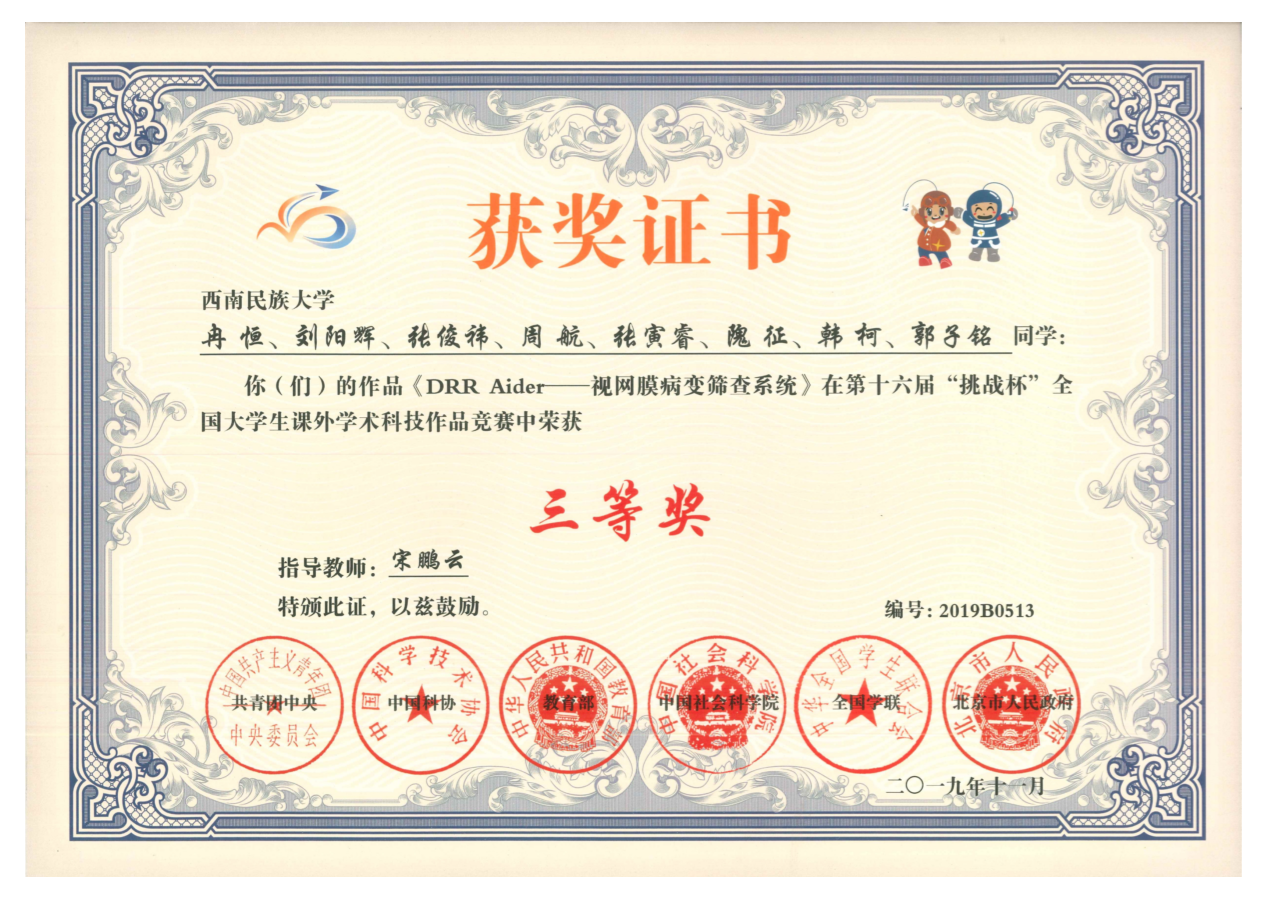 获奖证书
西南民族大学
冉 恒、刘阳辉、张俊祎、周 航、张寅睿、隗 征、韩 柯、郭子铭 同学：
你（们）的作品《DRR Aider——视网膜病变筛查系统》在第十六届“挑战杯”全
国大学生课外学术科技作品竞赛中荣获
三等奖
指导教师：宋鹏云
特颁此证，以兹鼓励。
编号：2019B0513
中国共产主义青年团
共青团中央
中央委员会
中国科学技术协会
中国科协
中华人民共和国教育部
教育部
中国社会科学院
中国社会科学院
中华全国学生联合会
全国学联
北京市人民政府
北京市人民政府
二〇一九年十一月